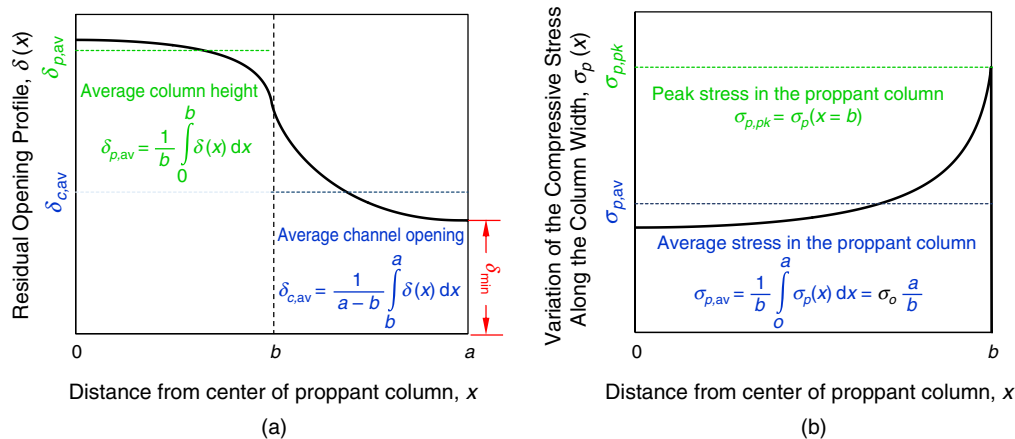 Residual Opening Profile, δ(x)
δp,av
δc,av
Average column height
δp,av = 1/b ∫0b δ(x) dx
Average channel opening
δc,av = 1/(a – b) ∫ba δ(x) dx
δmin
0 b a
Distance from center of proppant column, x
(a)
Variation of the Compressive Stress
Along the Column Width, σp (x)
σp,pk
σp,av
Peak stress in the proppant column
σp,pk = σp(x = b)
Average stress in the proppant column
σp,av = 1/b ∫oa σp(x) dx = σo a/b
0 b
Distance from center of proppant column, x
(b)